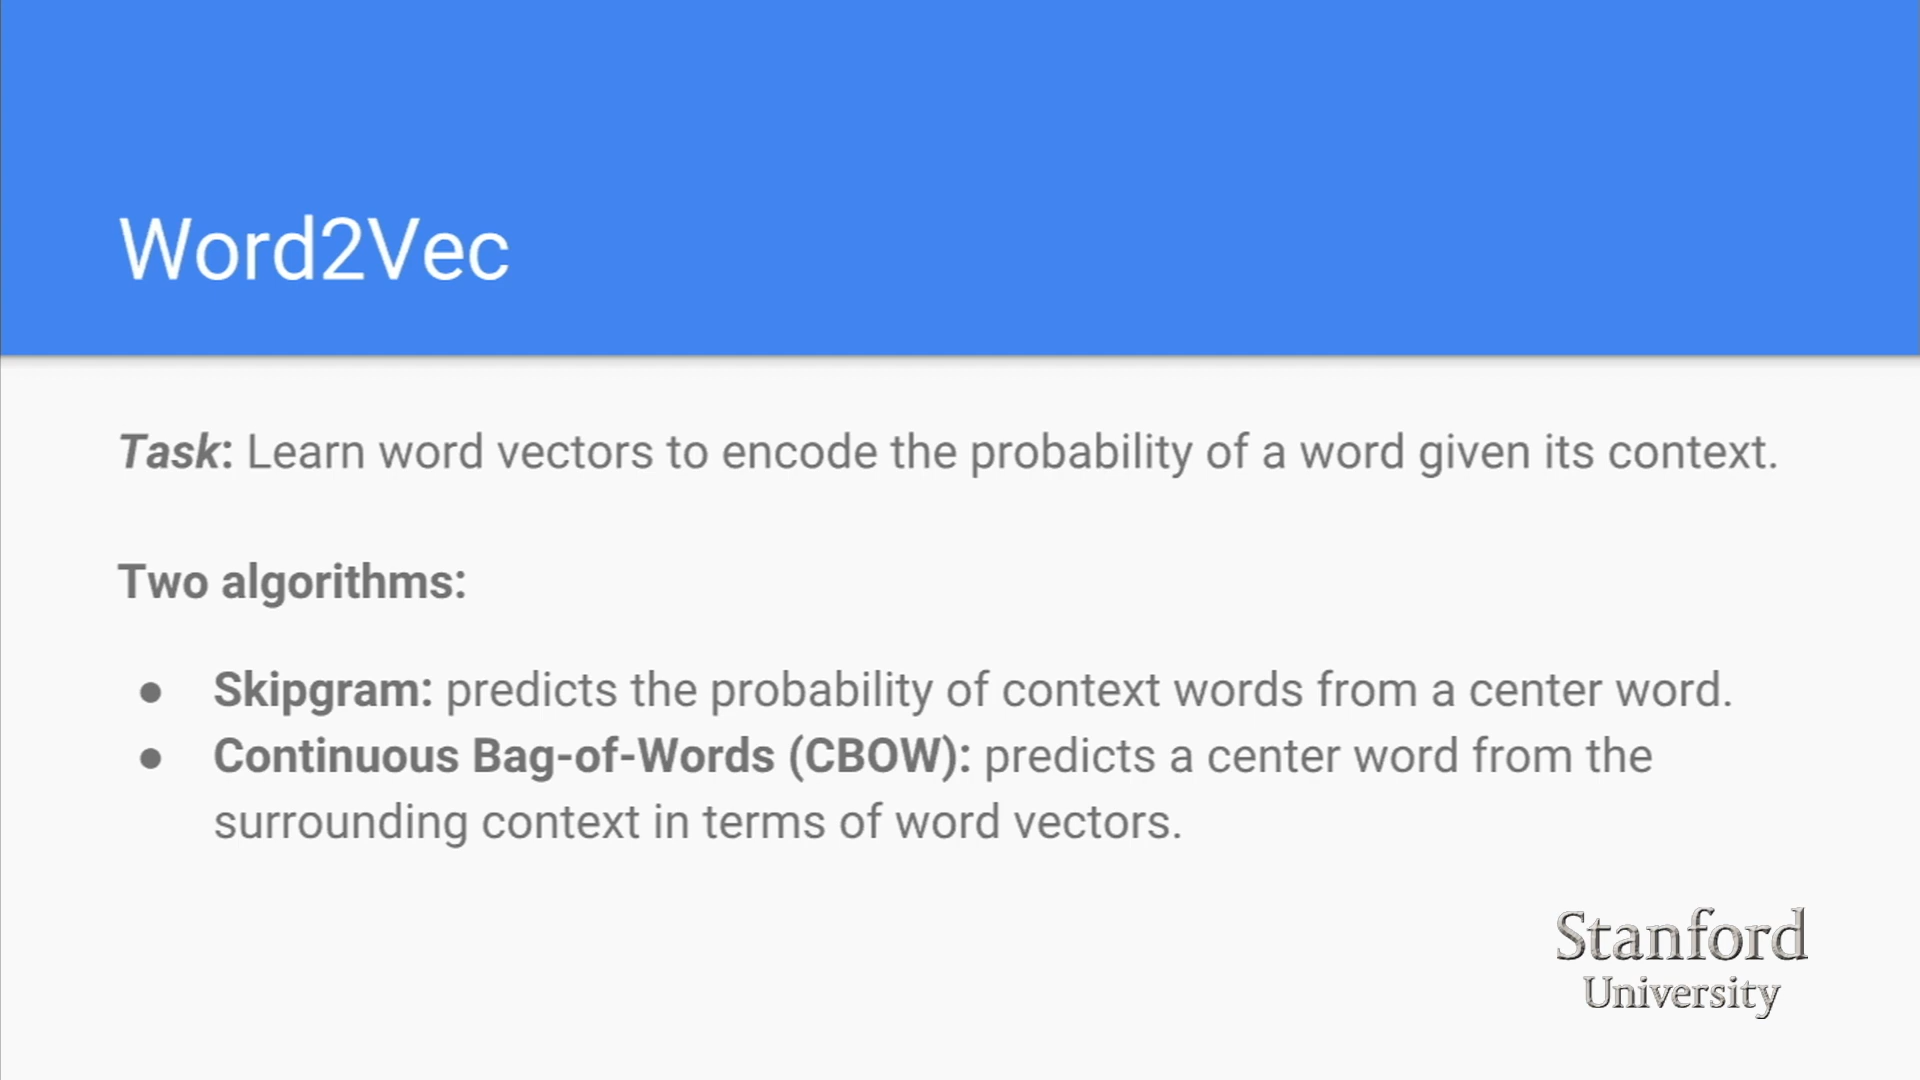 Word2Vec
Task: Learn word vectors to encode the probability of a word given its context.
Two algorithms:
● Skipgram: predicts the probability of context words from a center word.
● Continuous Bag-of-Words (CBOW): predicts a center word from the
surrounding context in terms of word vectors.
Stanford
University